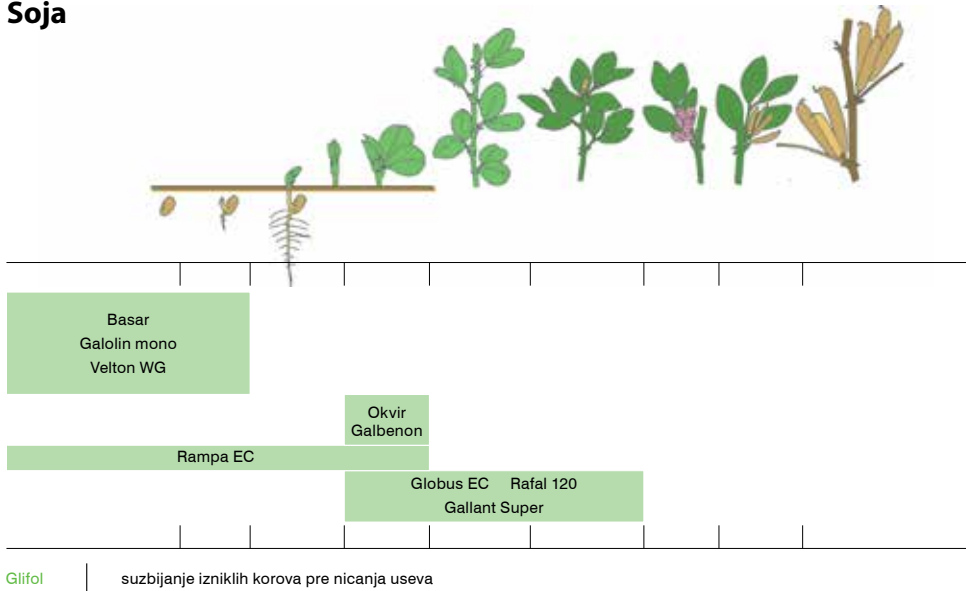 Soja
Basar
Galolin mono
Velton WG
Okvir
Galbenon
Rampa EC
Globus EC Rafal 120
Gallant Super
Glifol suzbijanje izniklih korova pre nicanja useva